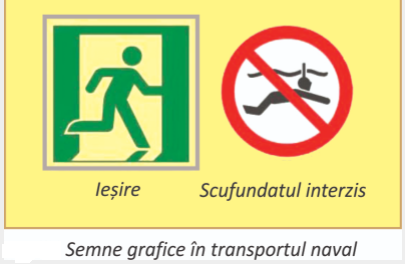 Ieșire
Scufundatul interzis
Semne grafice în transportul naval